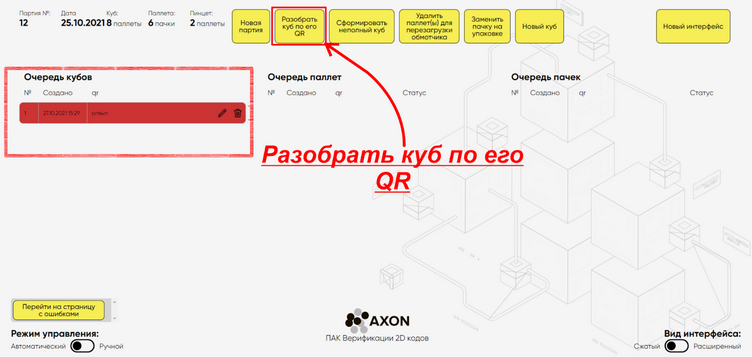 Партия №: Дата Куб: Паллета: Пинцет:
12 25.10.2021 8 паллеты 6 пачки 2 паллеты
Новая
партия
Разобрать
куб по его
QR
Сформировать
неполный куб
Удалить
паллет(ы) для
перезагрузки
обмотчика
Заменить
пачку на
упаковке
Новый куб
Новый интерфейс
Очередь кубов
№ Создано qr
1 27.10.2021 15:29
Очередь паллет
№ Создано qr Статус
Очередь пачек
№ Создано qr Статус
Разобрать куб по его
QR
Перейти на страницу
с ошибками
Режим управления:
Автоматический Ручной
AXON
ПАК Верификации 2D кодов
Вид интерфейса:
Сжатый Расширенный